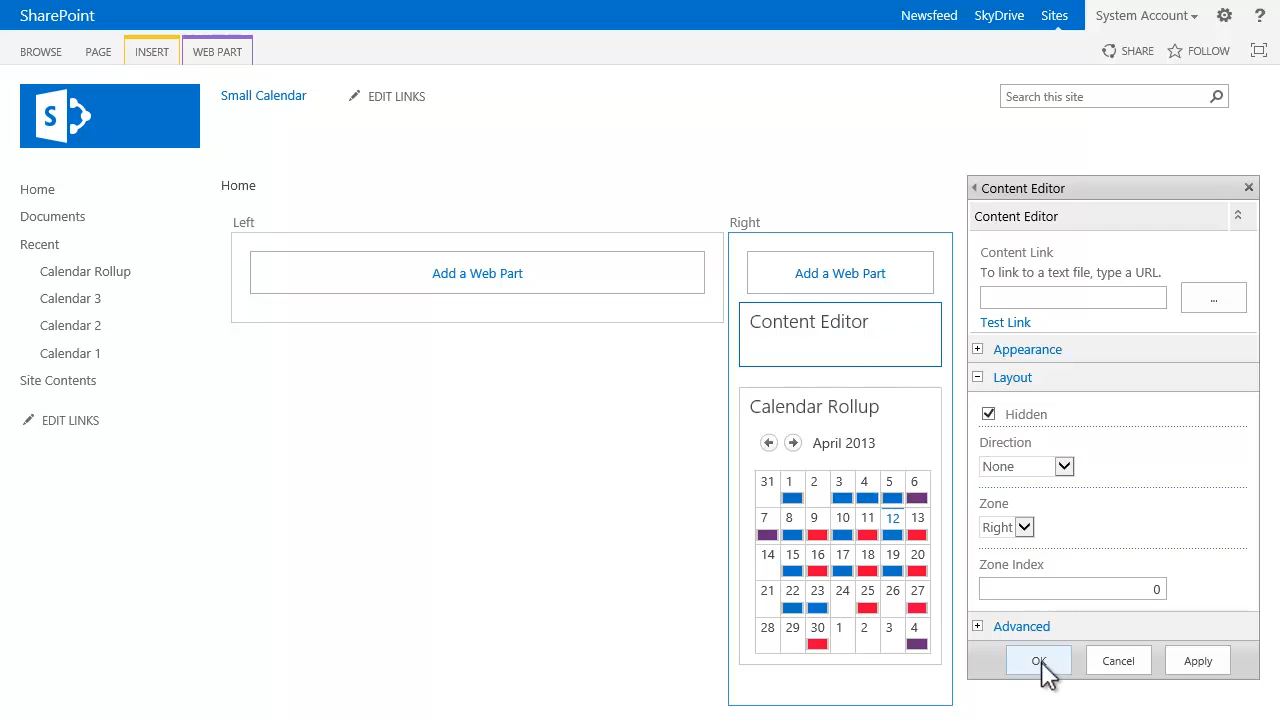 SharePoint
Newsfeed SkyDrive Sites System Account ?
BROWSE PAGE INSERT WEB PART
SHARE FOLLOW
S
Small Calendar EDIT LINKS
Search this site
Home
Documents
Recent
Calendar Rollup
Calendar 3
Calendar 2
Calendar 1
Site Contents
EDIT LINKS
Home
Left
Add a Web Part
Right
Add a Web Part
Content Editor
Calendar Rollup
April 2013
31 1 2 3 4 5 6
7 8 9 10 11 12 13
14 15 16 17 18 19 20
21 22 23 24 25 26 27
28 29 30 1 2 3 4
Content Editor
Content Editor
Content Link
To link to a text file, type a URL.
...
Test Link
Appearance
Layout
Hidden
Direction
None
Zone
Right
Zone Index
0
Advanced
OK Cancel Apply